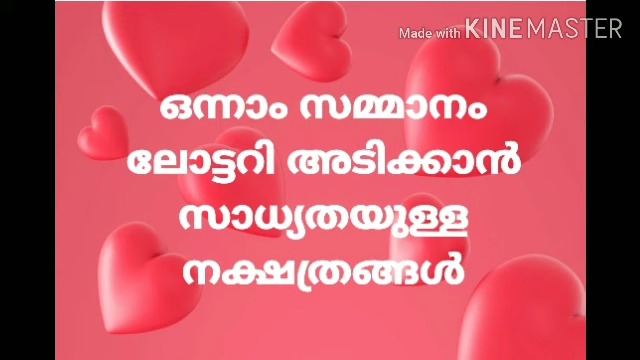 Made with KINEMASTER
ഒന്നാം സമ്മാനം
ലോട്ടറി അടിക്കാൻ
സാധ്യതയുള്ള
നക്ഷത്രങ്ങൾ